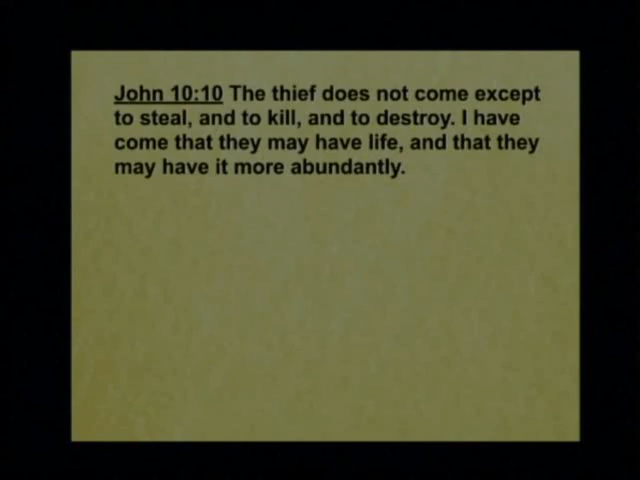 John 10:10 The thief does not come except
to steal, and to kill, and to destroy. I have
come that they may have life, and that they
may have it more abundantly.